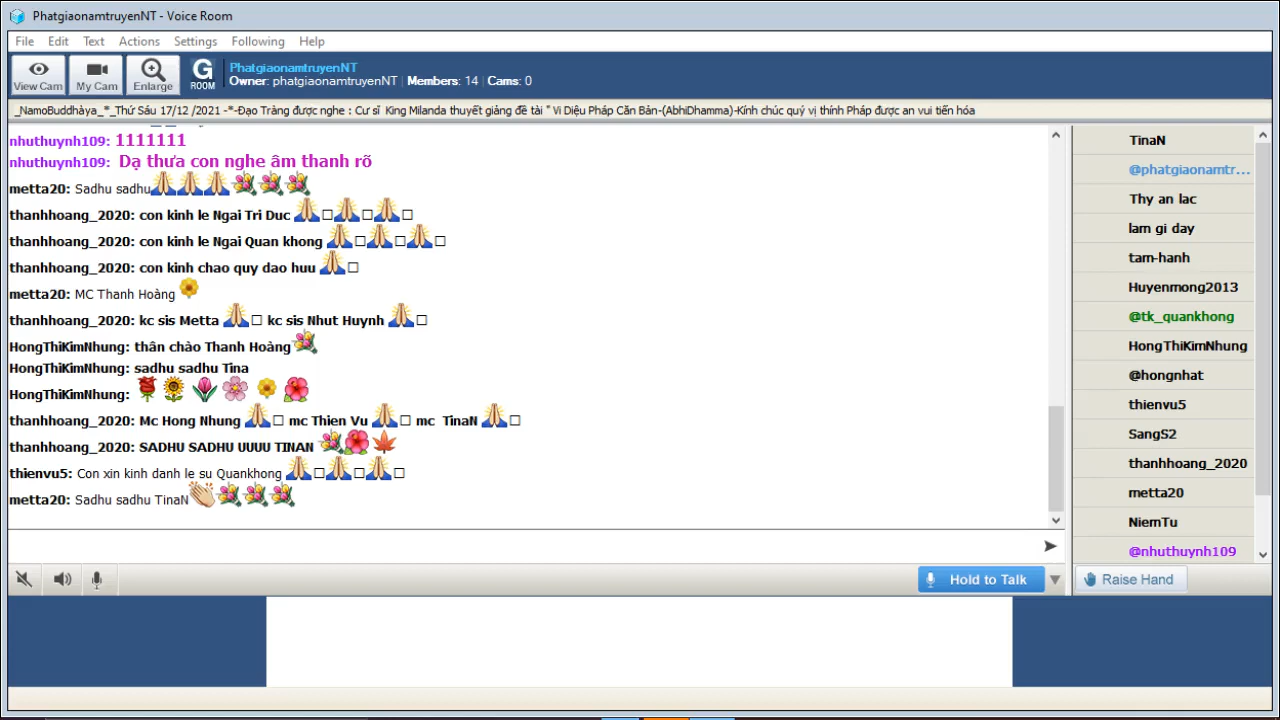 PhatgiaonamtruyenNT - Voice Room
File Edit Text Actions Settings Following Help
View Cam My Cam Enlarge G ROOM
PhatgiaonamtruyenNT
Owner: phatgiaonamtruyenNT | Members: 14 | Cams: 0
_NamoBuddhàya_*_Thứ Sáu 17/12 /2021 -*-Đạo Tràng được nghe : Cư sĩ King Milanda thuyết giảng đề tài " Vi Diệu Pháp Căn Bản-(AbhiDhamma)-Kính chúc quý vị thính Pháp được an vui tiến hóa
nhuthuynh109: 1111111
nhuthuynh109: Dạ thưa con nghe âm thanh rõ
metta20: Sadhu sadhu🙏🙏🙏💐💐💐
thanhhoang_2020: con kinh le Ngai Tri Duc 🙏□🙏□🙏□
thanhhoang_2020: con kinh le Ngai Quan khong 🙏□🙏□🙏□
thanhhoang_2020: con kinh chao quy dao huu 🙏□
metta20: MC Thanh Hoàng 🌼
thanhhoang_2020: kc sis Metta 🙏□ kc sis Nhut Huynh 🙏□
HongThiKimNhung: thân chào Thanh Hoàng💐
HongThiKimNhung: sadhu sadhu Tina
HongThiKimNhung: 🌹🌻🌷🌸🌼🌺
thanhhoang_2020: Mc Hong Nhung 🙏□ mc Thien Vu 🙏□ mc TinaN 🙏□
thanhhoang_2020: SADHU SADHU UUUU TINAN 💐🌺🍁
thienvu5: Con xin kinh danh le su Quankhong 🙏□🙏□🙏□
metta20: Sadhu sadhu TinaN👏💐💐💐
TinaN
@phatgiaonamtr...
Thy an lac
lam gi day
tam-hanh
Huyenmong2013
@tk_quankhong
HongThiKimNhung
@hongnhat
thienvu5
SangS2
thanhhoang_2020
metta20
NiemTu
@nhuthuynh109
Hold to Talk
Raise Hand